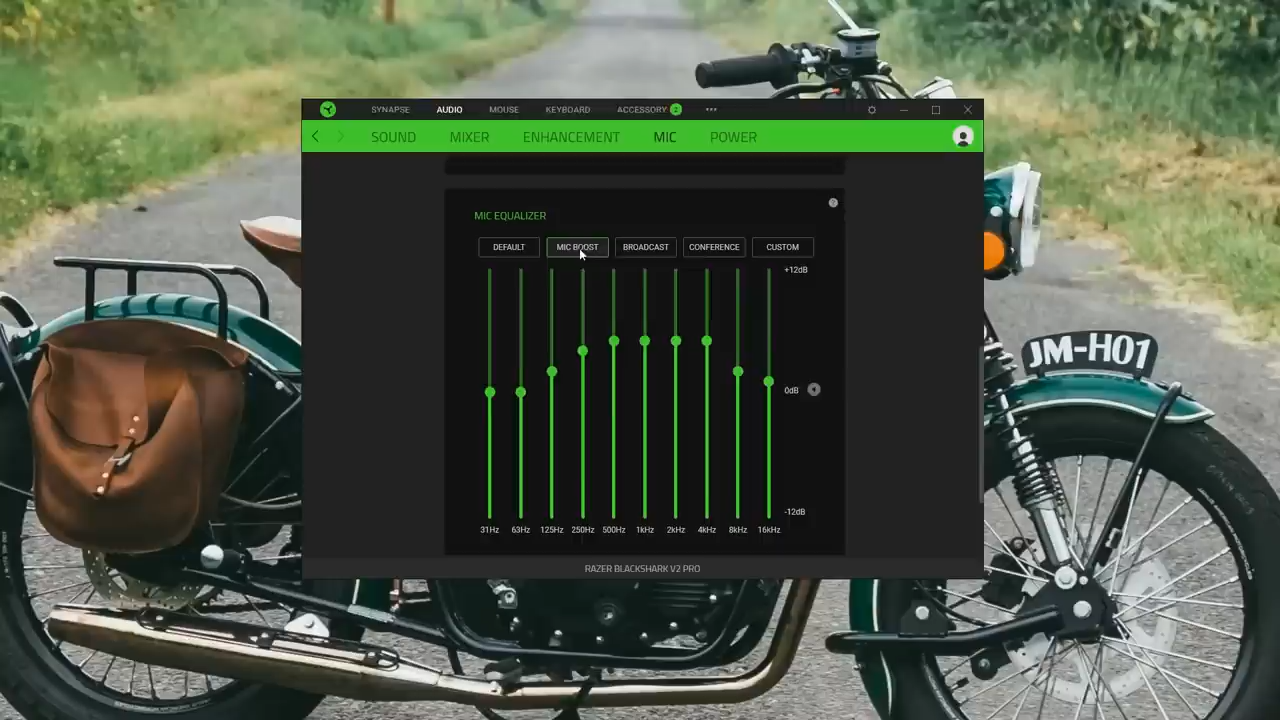 SYNAPSE AUDIO MOUSE KEYBOARD ACCESSORY 2 •••
SOUND MIXER ENHANCEMENT MIC POWER
MIC EQUALIZER ?
DEFAULT MIC BOOST BROADCAST CONFERENCE CUSTOM
+12dB
JM-H01
0dB
-12dB
31Hz 63Hz 125Hz 250Hz 500Hz 1kHz 2kHz 4kHz 8kHz 16kHz
RAZER BLACKSHARK V2 PRO